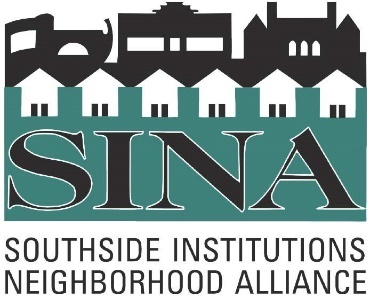 SINA
SOUTHSIDE INSTITUTIONS
NEIGHBORHOOD ALLIANCE